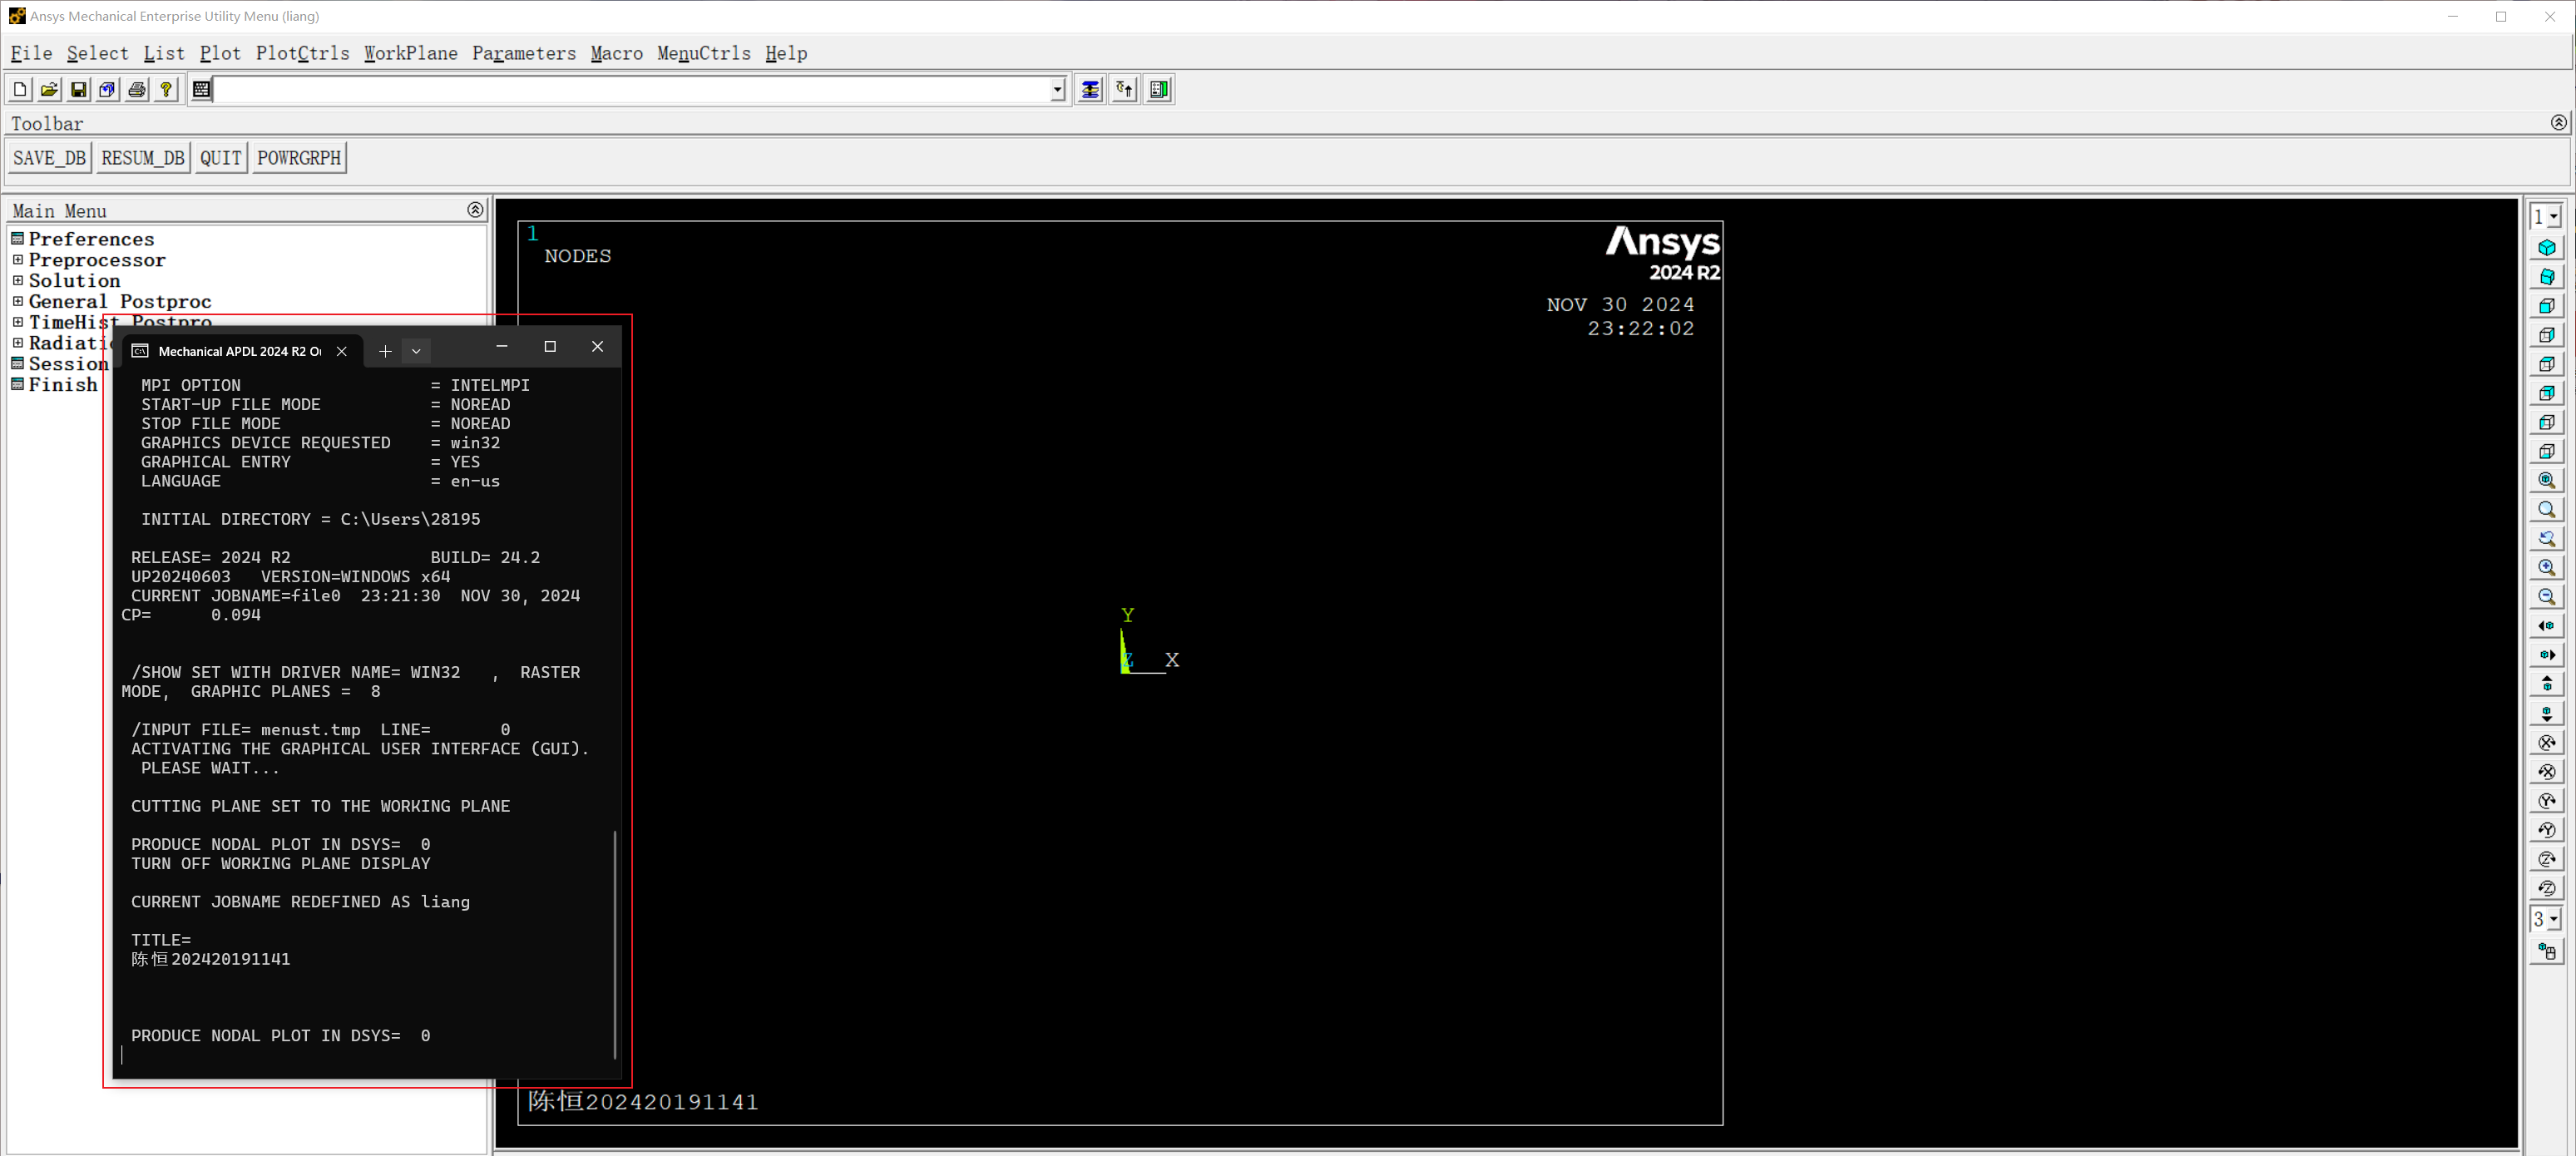 Ansys Mechanical Enterprise Utility Menu (liang)
File Select List Plot PlotCtrls WorkPlane Parameters Macro MenuCtrls Help
Toolbar
SAVE_DB RESUM_DB QUIT POWRGRPH
Main Menu
Preferences
Preprocessor
Solution
General Postproc
TimeHist Postpro
Session
Finish
Mechanical APDL 2024 R2
MPI OPTION = INTELMPI
START-UP FILE MODE = NOREAD
STOP FILE MODE = NOREAD
GRAPHICS DEVICE REQUESTED = win32
GRAPHICAL ENTRY = YES
LANGUAGE = en-us
INITIAL DIRECTORY = C:\Users\28195
RELEASE= 2024 R2 BUILD= 24.2
UP20240603 VERSION=WINDOWS x64
CURRENT JOBNAME=file0 23:21:30 NOV 30, 2024
CP= 0.094
/SHOW SET WITH DRIVER NAME= WIN32 , RASTER
MODE, GRAPHIC PLANES = 8
/INPUT FILE= menust.tmp LINE= 0
ACTIVATING THE GRAPHICAL USER INTERFACE (GUI).
PLEASE WAIT...
CUTTING PLANE SET TO THE WORKING PLANE
PRODUCE NODAL PLOT IN DSYS= 0
TURN OFF WORKING PLANE DISPLAY
CURRENT JOBNAME REDEFINED AS liang
TITLE=
陈恒202420191141
PRODUCE NODAL PLOT IN DSYS= 0
1
NODES
Ansys
2024 R2
NOV 30 2024
23:22:02
Y
Z X
陈恒202420191141
1
3